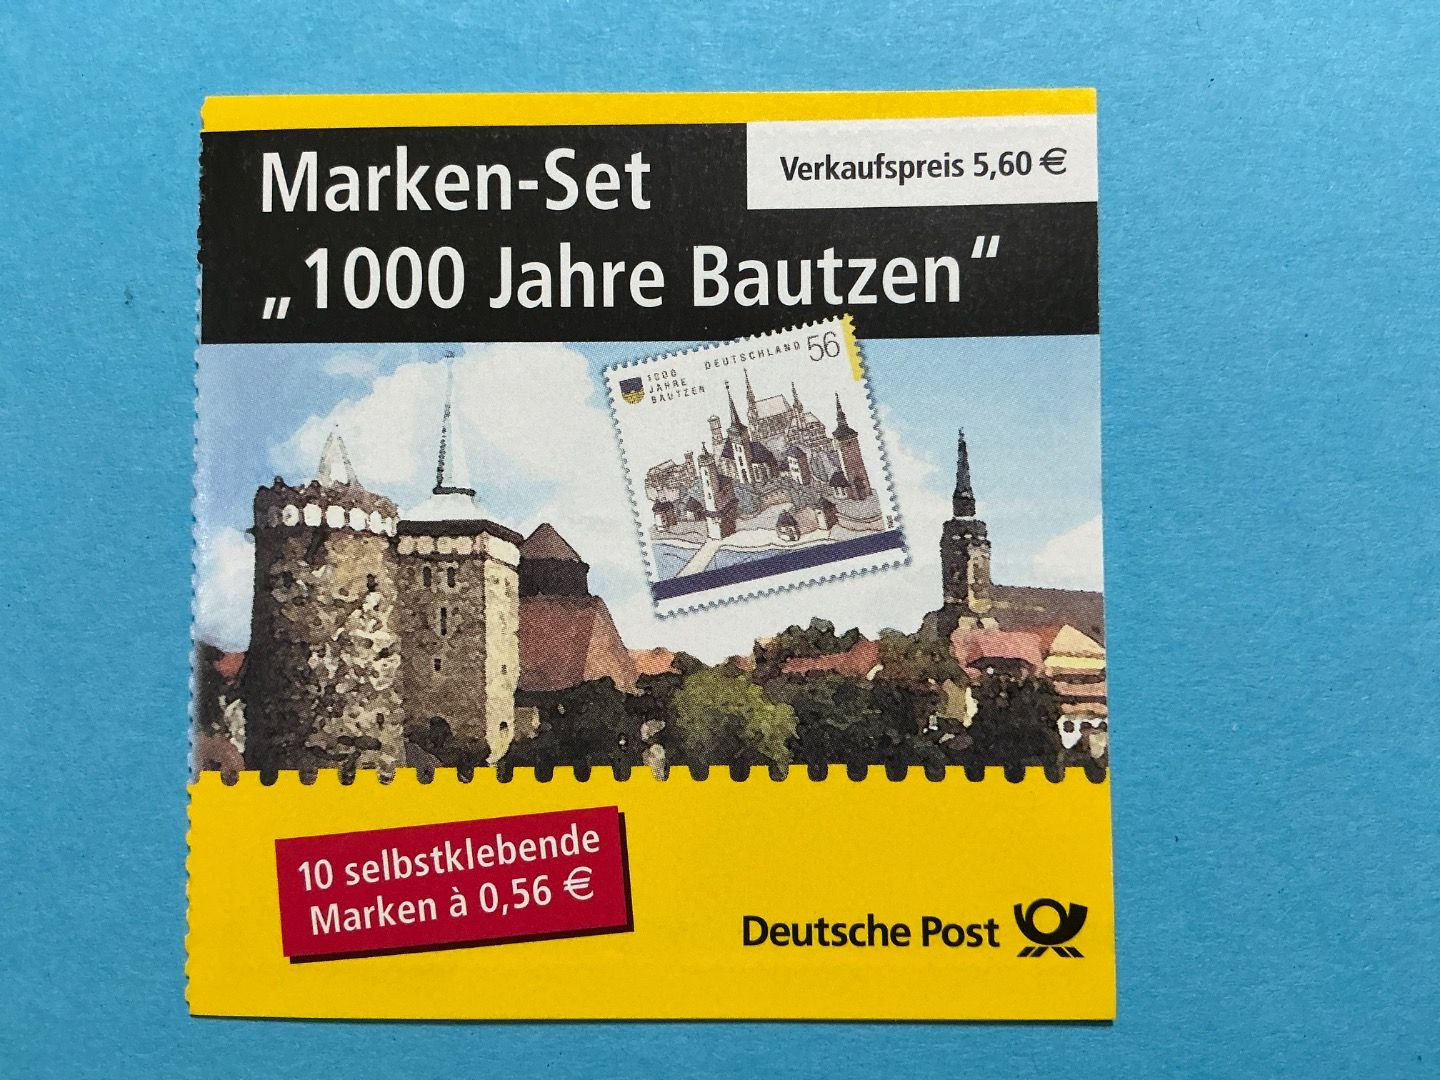 Marken-Set
Verkaufspreis 5,60 €
„1000 Jahre Bautzen“
1000
JAHRE
BAUTZEN
DEUTSCHLAND 56
10 selbstklebende
Marken à 0,56 €
Deutsche Post